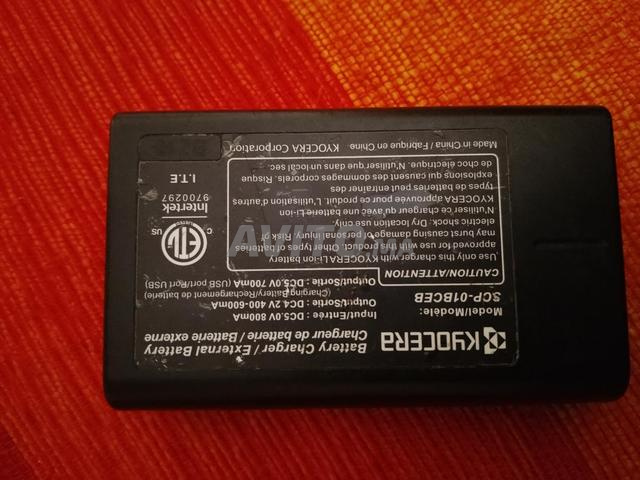 KYOCERA
Battery Charger / External Battery
Chargeur de batterie / Batterie externe
Model/Modèle:
SCP-01BCEB
Input/Entrée: DC5.0V 800mA
Output/Sortie: DC4.2V 400-600mA
(Charging Battery/Rechargement de batterie)
Output/Sortie: DC5.0V 700mA
(USB port/Port USB)
CAUTION/ATTENTION
Use only this charger with KYOCERA Li-ion battery
approved for use with this product. Other types of batteries
may burst causing damage, personal injury. Risk of electric
shock. Dry location use only.
N'utiliser ce chargeur qu'avec une batterie Li-ion
KYOCERA approuvée pour ce produit. L'utilisation d'autres
types de batteries peut entraîner des
explosions qui causent des dommages corporels. Risque
de choc électrique. N'utiliser que dans un local sec.
C ETL US
Intertek
9700297
I.T.E
Made in China / Fabrique en Chine.
KYOCERA Corporation
AVITO.ma